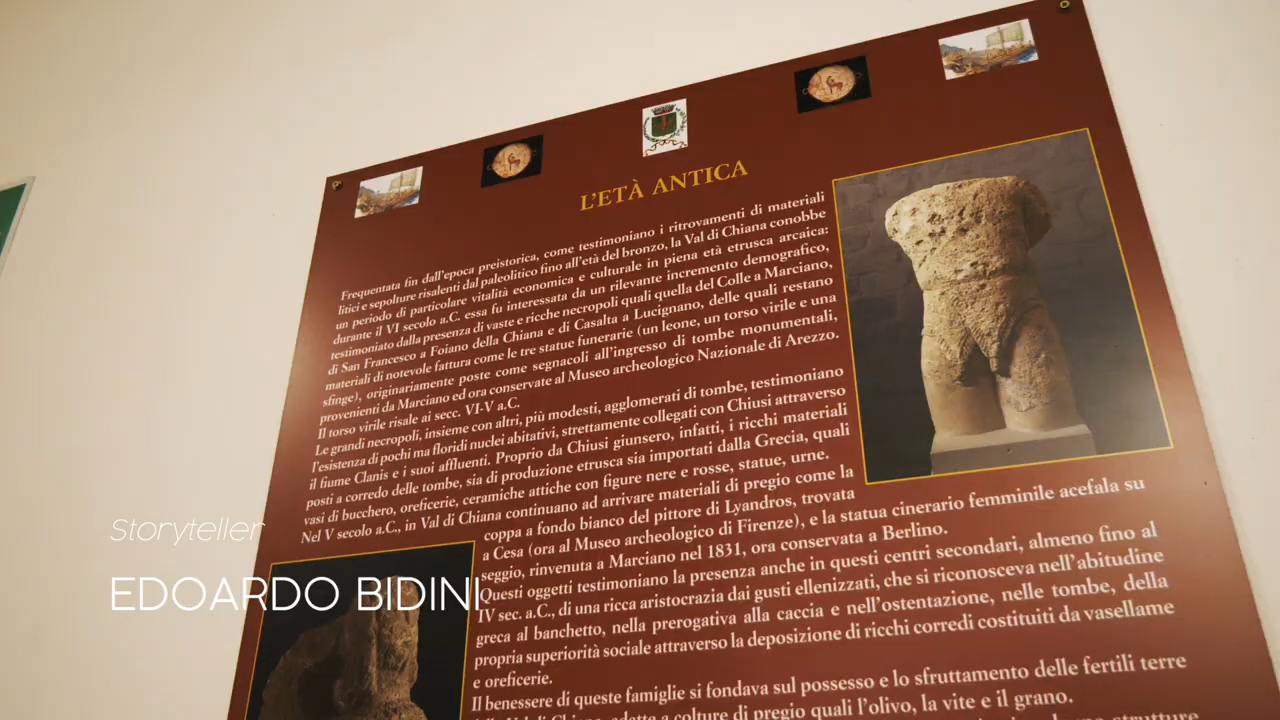 L'ETÀ ANTICA
Frequentata fin dall'epoca preistorica, come testimoniano i ritrovamenti di materiali
litici e sepolture risalenti dal paleolitico fino all'età del bronzo, la Val di Chiana conobbe
un periodo di particolare vitalità economica e culturale in piena età etrusca arcaica:
durante il VI secolo a.C. essa fu interessata da un rilevante incremento demografico,
testimoniato dalla presenza di vaste e ricche necropoli quali quella del Colle a Marciano,
di San Francesco a Foiano della Chiana e di Casalta a Lucignano, delle quali restano
materiali di notevole fattura come le tre statue funerarie (un leone, un torso virile e una
sfinge), originariamente poste come segnacoli all'ingresso di tombe monumentali,
provenienti da Marciano ed ora conservate al Museo archeologico Nazionale di Arezzo.
Il torso virile risale ai secc. VI-V a.C.
Le grandi necropoli, insieme con altri, più modesti, agglomerati di tombe, testimoniano
l'esistenza di pochi ma floridi nuclei abitativi, strettamente collegati con Chiusi attraverso
il fiume Clanis e i suoi affluenti. Proprio da Chiusi giunsero, infatti, i ricchi materiali
posti a corredo delle tombe, sia di produzione etrusca sia importati dalla Grecia, quali
vasi di bucchero, oreficerie, ceramiche attiche con figure nere e rosse, statue, urne.
Nel V secolo a.C., in Val di Chiana continuano ad arrivare materiali di pregio come la
coppa a fondo bianco del pittore di Lyandros, trovata
a Cesa (ora al Museo archeologico di Firenze), e la statua cinerario femminile acefala su
seggio, rinvenuta a Marciano nel 1831, ora conservata a Berlino.
Questi oggetti testimoniano la presenza anche in questi centri secondari, almeno fino al
IV sec. a.C., di una ricca aristocrazia dai gusti ellenizzati, che si riconosceva nell'abitudine
greca al banchetto, nella prerogativa alla caccia e nell'ostentazione, nelle tombe, della
propria superiorità sociale attraverso la deposizione di ricchi corredi costituiti da vasellame
e oreficerie.
Il benessere di queste famiglie si fondava sul possesso e lo sfruttamento delle fertili terre
della Val di Chiana, adatte a colture di pregio quali l'olivo, la vite e il grano.
Storyteller
EDOARDO BIDINI